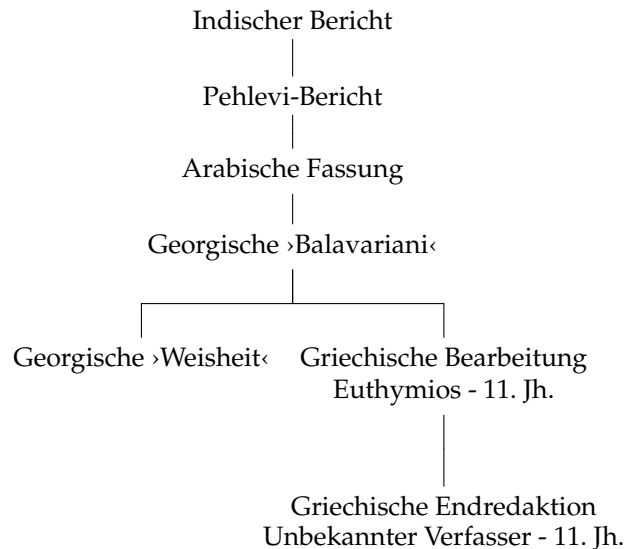 Indischer Bericht
Pehlevi-Bericht
Arabische Fassung
Georgische ›Balavariani‹
Georgische ›Weisheit‹
Griechische Bearbeitung
Euthymios - 11. Jh.
Griechische Endredaktion
Unbekannter Verfasser - 11. Jh.